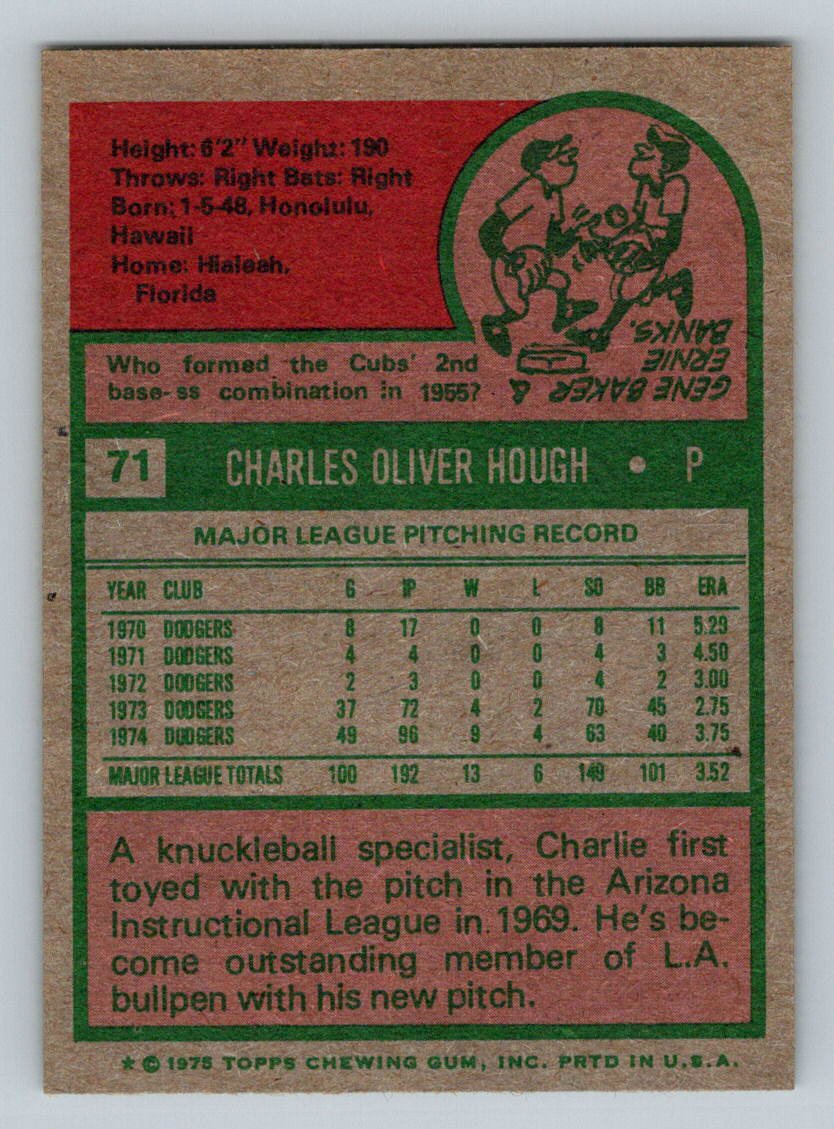 Height: 6'2" Weight: 190
Throws: Right Bats: Right
Born: 1-5-48, Honolulu,
Hawaii
Home: Hialeah,
Florida
Who formed the Cubs' 2nd
base-ss combination in 1955?
GENE BAKER &
ERNIE
BANKS.
71 CHARLES OLIVER HOUGH • P
MAJOR LEAGUE PITCHING RECORD
YEAR CLUB G IP W L SO BB ERA
1970 DODGERS 8 17 0 0 8 11 5.29
1971 DODGERS 4 4 0 0 4 3 4.50
1972 DODGERS 2 3 0 0 4 2 3.00
1973 DODGERS 37 72 4 2 70 45 2.75
1974 DODGERS 49 96 9 4 63 40 3.75
MAJOR LEAGUE TOTALS 100 192 13 6 149 101 3.52
A knuckleball specialist, Charlie first
toyed with the pitch in the Arizona
Instructional League in 1969. He's be-
come outstanding member of L.A.
bullpen with his new pitch.
* © 1975 TOPPS CHEWING GUM, INC. PRTD IN U.S.A.